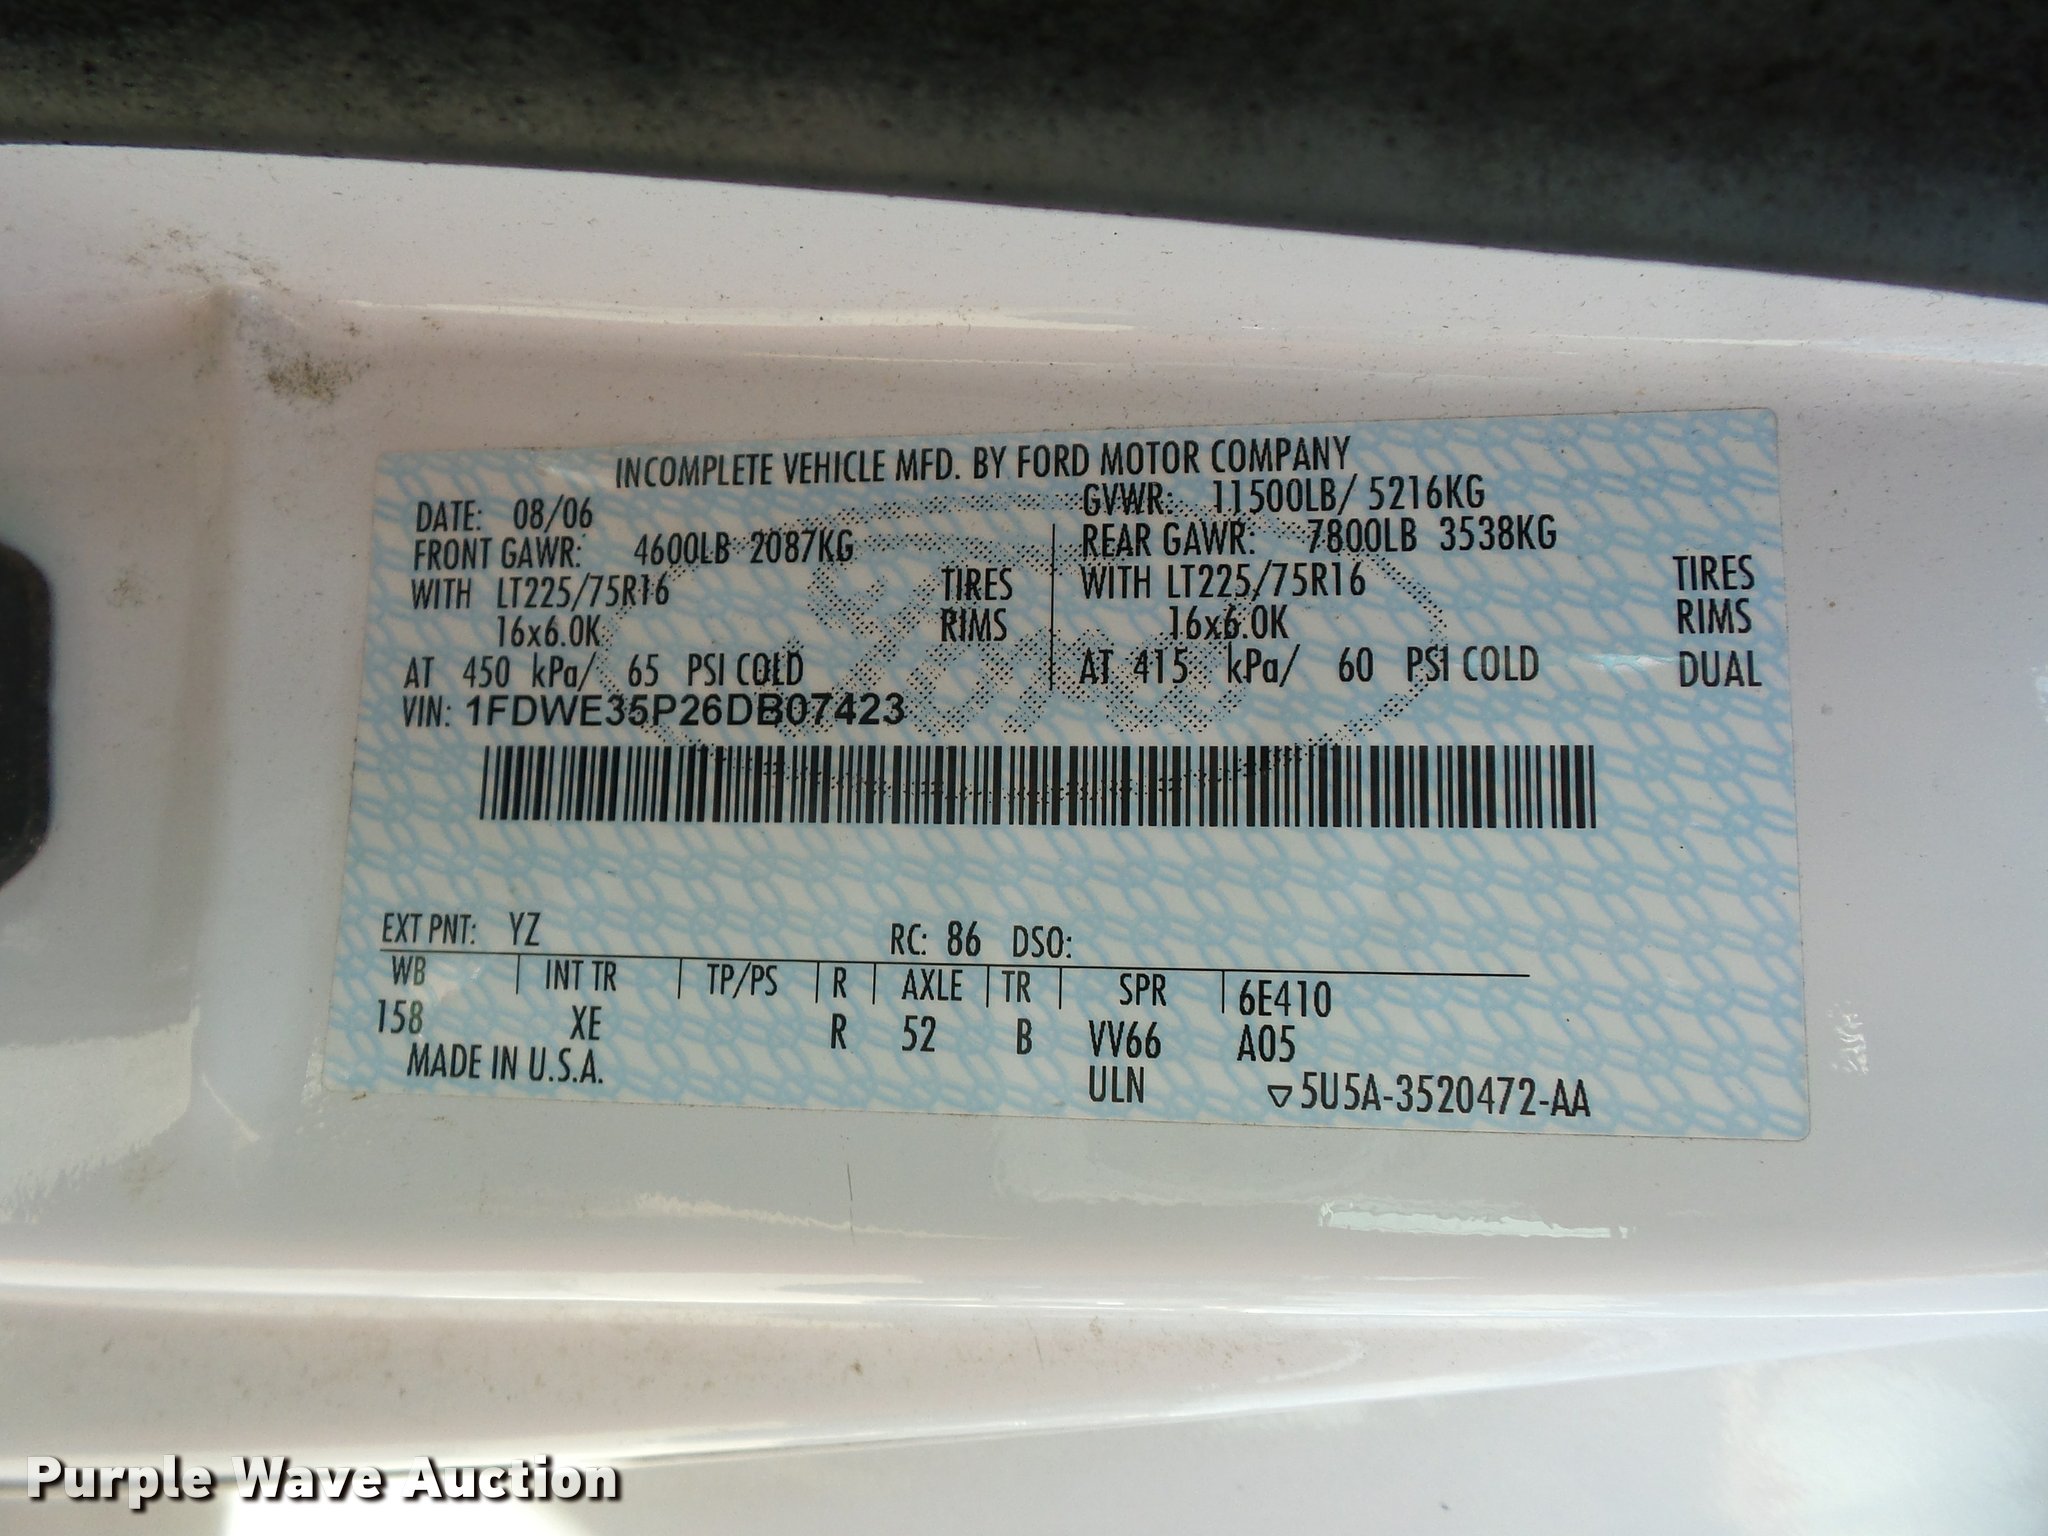 INCOMPLETE VEHICLE MFD. BY FORD MOTOR COMPANY
DATE: 08/06 GVWR: 11500LB/ 5216KG
FRONT GAWR: 4600LB 2087KG REAR GAWR: 7800LB 3538KG
WITH LT225/75R16 TIRES WITH LT225/75R16 TIRES
16x6.0K RIMS 16x6.0K RIMS
AT 450 kPa/ 65 PSI COLD AT 415 kPa/ 60 PSI COLD DUAL
VIN: 1FDWE35P26DB07423
Ford
EXT PNT: YZ RC: 86 DSO:
WB INT TR TP/PS R AXLE TR SPR 6E410
158 XE R 52 B VV66 A05
MADE IN U.S.A. ULN ▽5U5A-3520472-AA
Purple Wave Auction